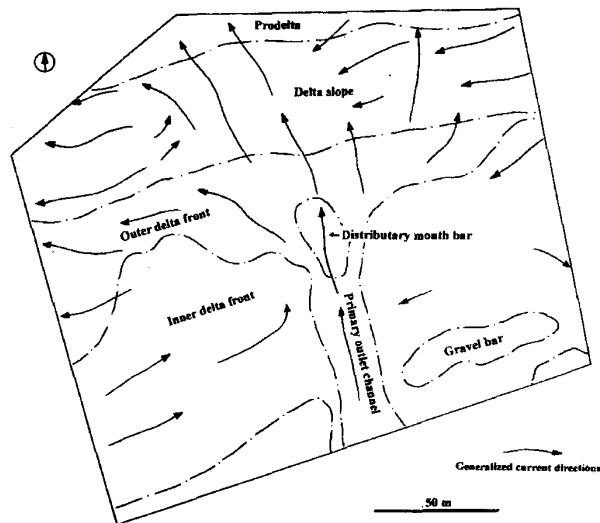 Prodelta
Delta slope
Outer delta front
Distributary mouth bar
Inner delta front
Primary outlet channel
Gravel bar
Generalized current directions
50 m